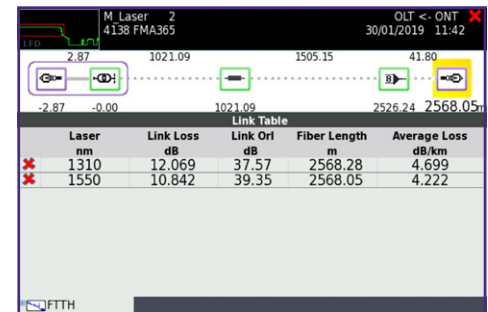 M_Laser 2 OLT <- ONT
4138 FMA365 30/01/2019 11:42
LFD
2.87 1021.09 1505.15 41.80
8
-2.87 -0.00 1021.09 2526.24 2568.05m
Link Table
Laser Link Loss Link Orl Fiber Length Average Loss
nm dB dB m dB/km
1310 12.069 37.57 2568.28 4.699
1550 10.842 39.35 2568.05 4.222
FTTH